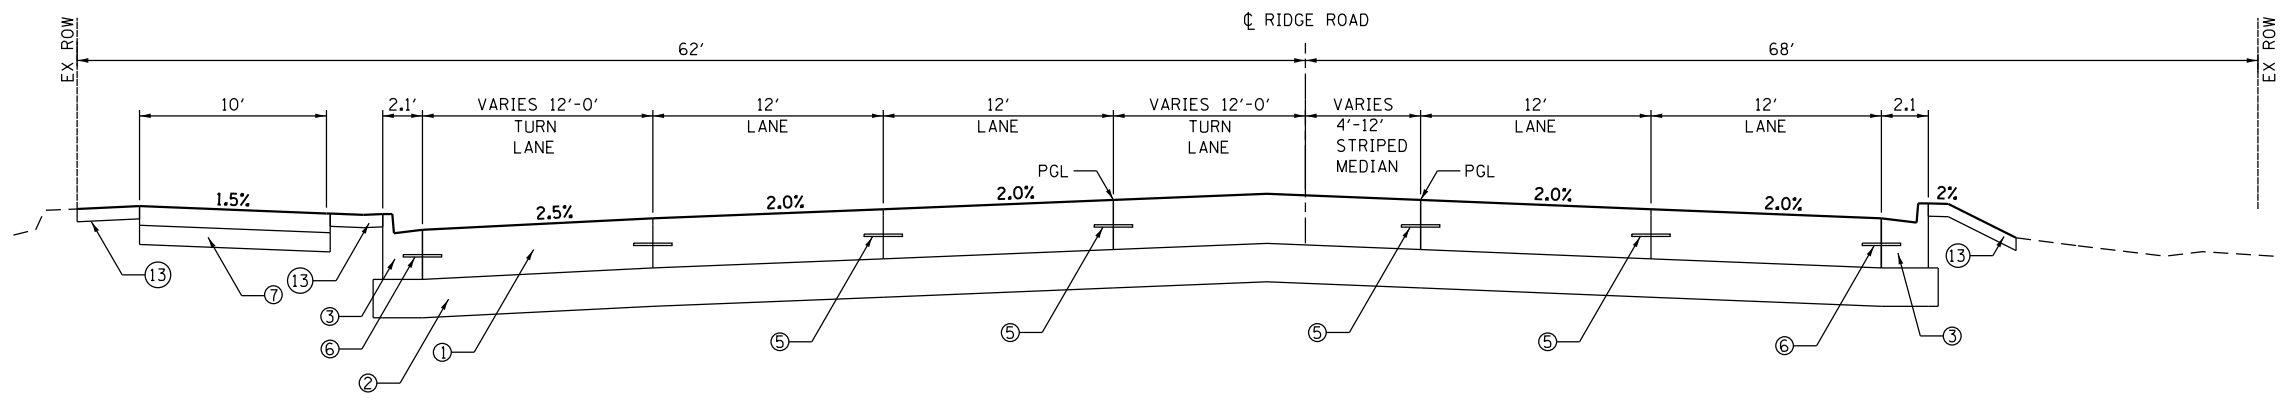 ℄ RIDGE ROAD
EX ROW
62'
68'
EX ROW
10'
2.1'
VARIES 12'-0'
TURN
LANE
12'
LANE
12'
LANE
VARIES 12'-0'
TURN
LANE
VARIES
4'-12'
STRIPED
MEDIAN
12'
LANE
12'
LANE
2.1
PGL
PGL
1.5%
2.5%
2.0%
2.0%
2.0%
2.0%
2%
13
7
13
3
6
1
2
5
5
5
5
6
3
13